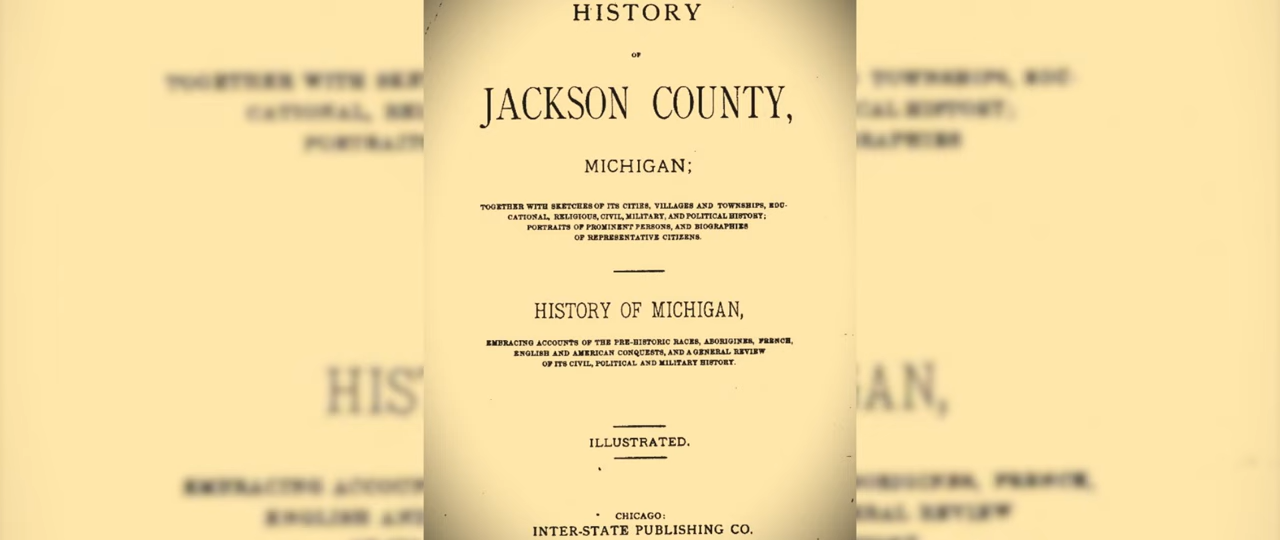 HISTORY
OF
JACKSON COUNTY,
MICHIGAN;
TOGETHER WITH SKETCHES OF ITS CITIES, VILLAGES AND TOWNSHIPS, EDU-
CATIONAL, RELIGIOUS, CIVIL, MILITARY, AND POLITICAL HISTORY;
PORTRAITS OF PROMINENT PERSONS, AND BIOGRAPHIES
OF REPRESENTATIVE CITIZENS.
HISTORY OF MICHIGAN,
EMBRACING ACCOUNTS OF THE PRE-HISTORIC RACES, ABORIGINES, FRENCH,
ENGLISH AND AMERICAN CONQUESTS, AND A GENERAL REVIEW
OF ITS CIVIL, POLITICAL AND MILITARY HISTORY.
ILLUSTRATED.
CHICAGO:
INTER-STATE PUBLISHING CO.